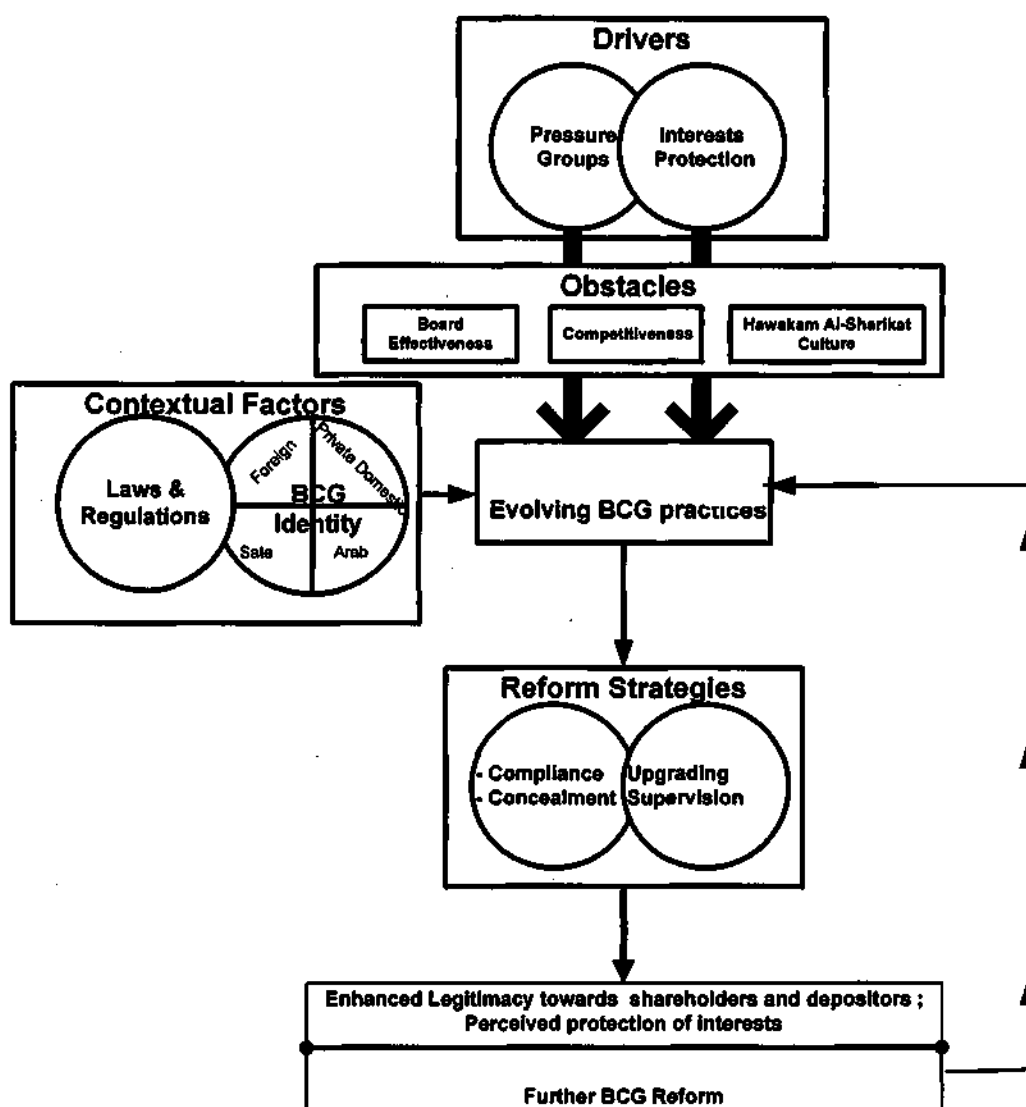 Drivers
Pressure
Groups
Interests
Protection
Obstacles
Board
Effectiveness
Competitiveness
Hawakam Al-Sharikat
Culture
Contextual Factors
Laws &
Regulations
Foreign
Private Domestic
BCG
Identity
Sate
Arab
Evolving BCG practices
Reform Strategies
- Compliance
- Concealment
Upgrading
Supervision
Enhanced Legitimacy towards shareholders and depositors ;
Perceived protection of interests
Further BCG Reform